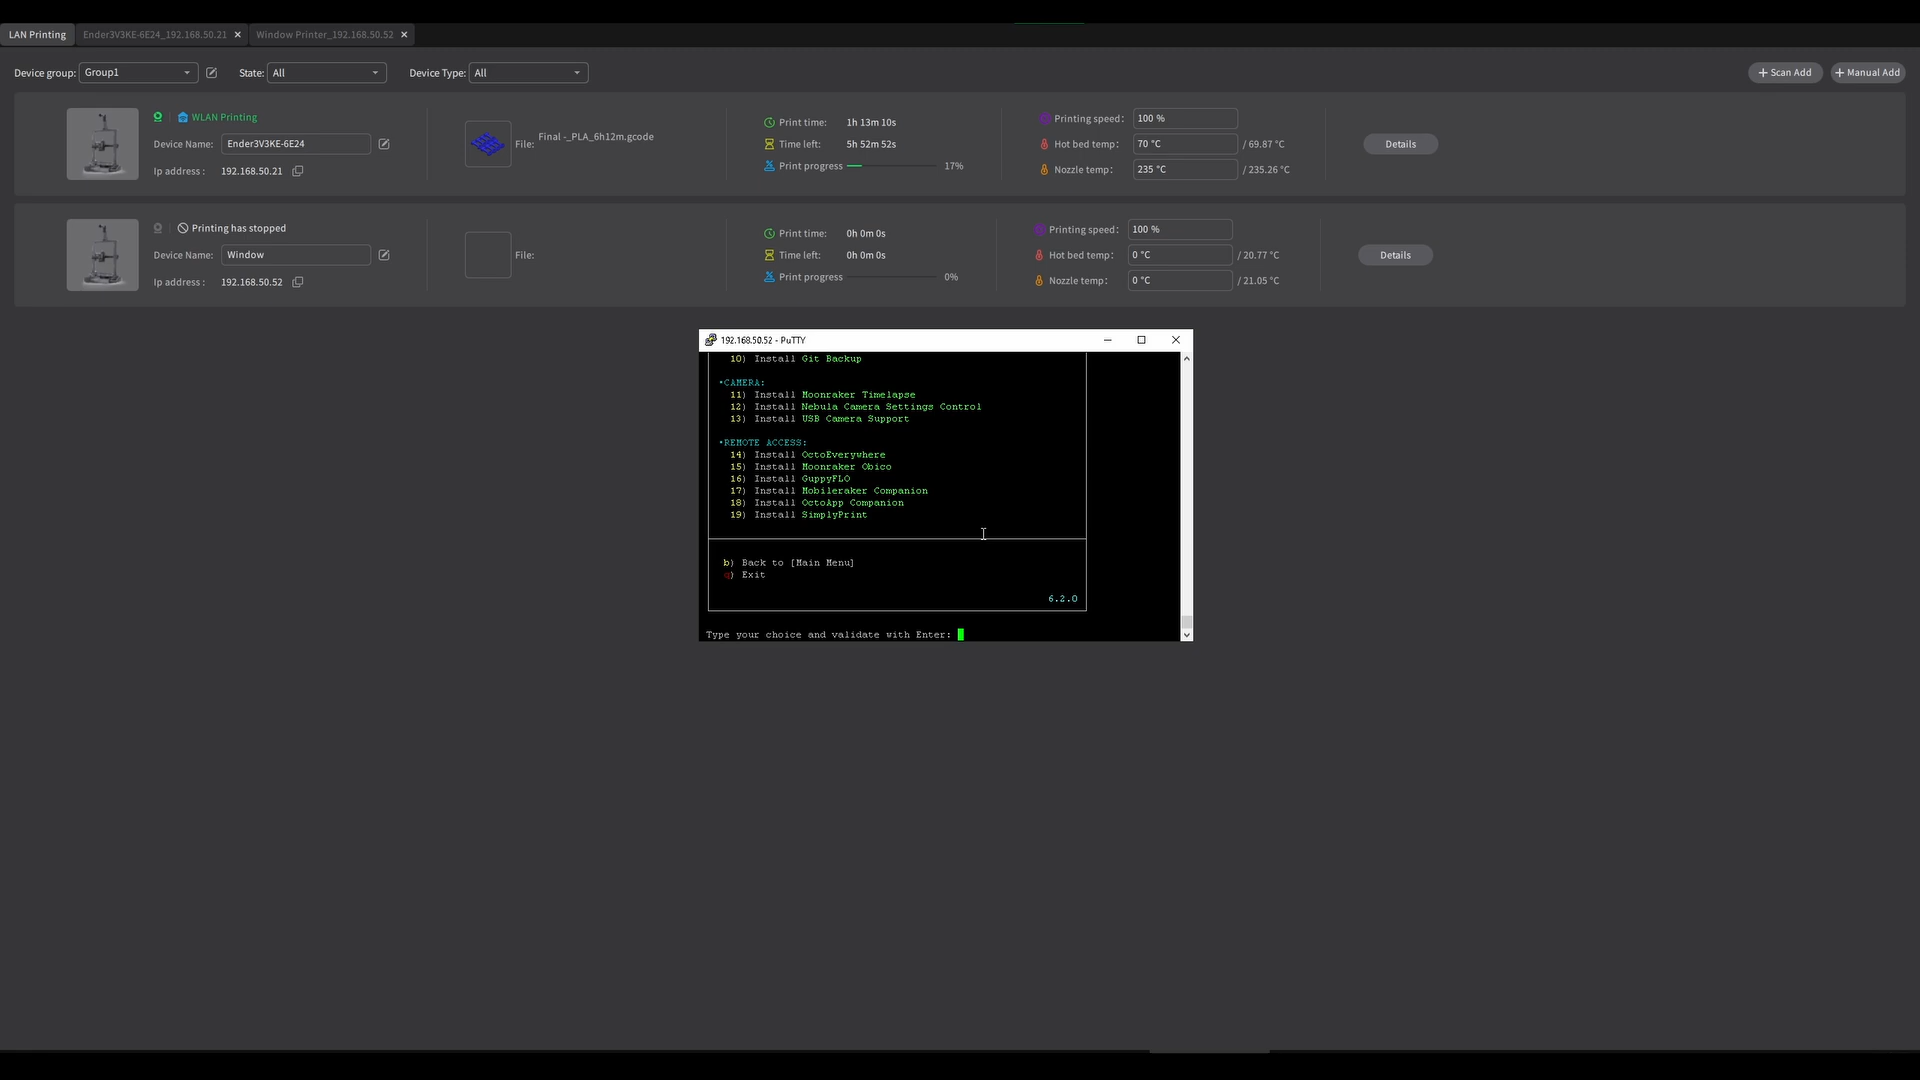 LAN Printing Ender3V3KE-6E24_192.168.50.21 Window Printer_192.168.50.52
Device group: Group1 State: All Device Type: All Scan Add Manual Add
WLAN Printing
Device Name: Ender3V3KE-6E24
Ip address : 192.168.50.21
File: Final -_PLA_6h12m.gcode
Print time: 1h 13m 10s
Time left: 5h 52m 52s
Print progress 17%
Printing speed: 100 %
Hot bed temp: 70 °C / 69.87 °C
Nozzle temp: 235 °C / 235.26 °C
Details
Printing has stopped
Device Name: Window
Ip address : 192.168.50.52
File:
Print time: 0h 0m 0s
Time left: 0h 0m 0s
Print progress 0%
Printing speed: 100 %
Hot bed temp: 0 °C / 20.77 °C
Nozzle temp: 0 °C / 21.05 °C
Details
192.168.50.52 - PuTTY
10) Install Git Backup
•CAMERA:
11) Install Moonraker Timelapse
12) Install Nebula Camera Settings Control
13) Install USB Camera Support
•REMOTE ACCESS:
14) Install OctoEverywhere
15) Install Moonraker Obico
16) Install GuppyFLO
17) Install Mobileraker Companion
18) Install OctoApp Companion
19) Install SimplyPrint
b) Back to [Main Menu]
q) Exit
6.2.0
Type your choice and validate with Enter: